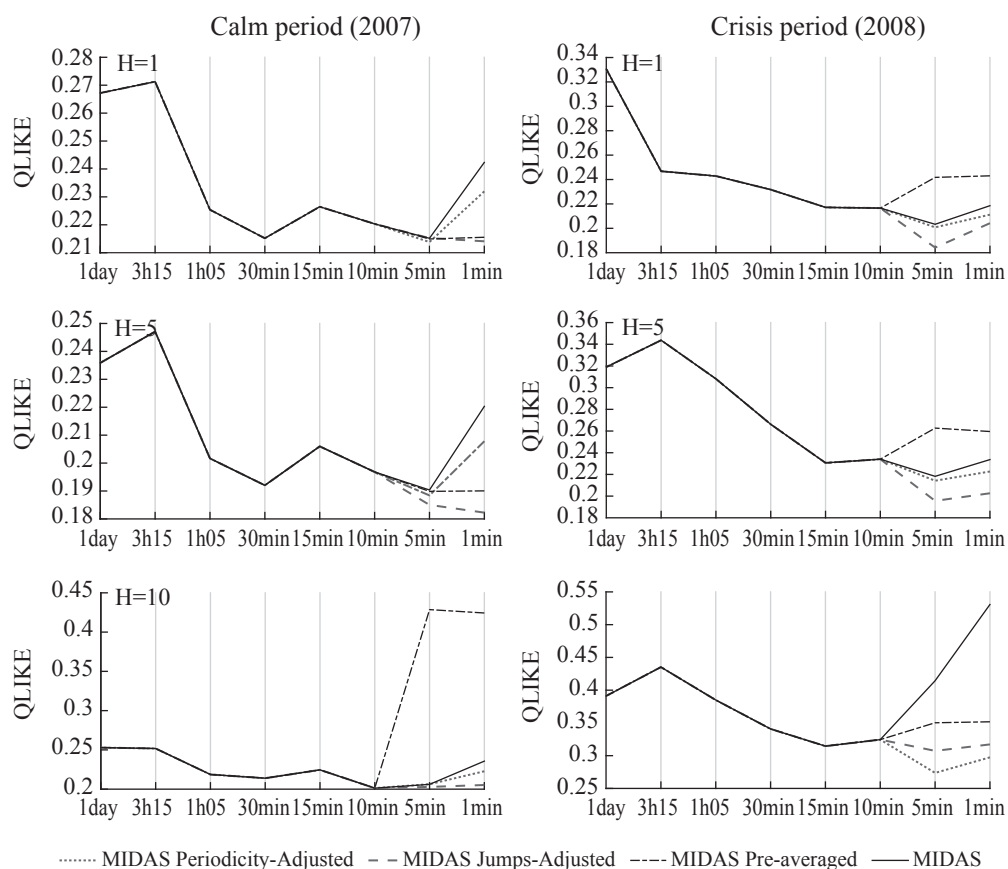 Calm period (2007)
Crisis period (2008)
0.28
0.27
0.26
0.25
0.24
0.23
0.22
0.21
H=1
QLIKE
1day 3h15 1h05 30min 15min 10min 5min 1min
0.34
0.32
0.3
0.28
0.26
0.24
0.22
0.2
0.18
H=1
QLIKE
1day 3h15 1h05 30min 15min 10min 5min 1min
0.25
0.24
0.23
0.22
0.21
0.2
0.19
0.18
H=5
QLIKE
1day 3h15 1h05 30min 15min 10min 5min 1min
0.36
0.34
0.32
0.3
0.28
0.26
0.24
0.22
0.2
0.18
H=5
QLIKE
1day 3h15 1h05 30min 15min 10min 5min 1min
0.45
0.4
0.35
0.3
0.25
0.2
H=10
QLIKE
1day 3h15 1h05 30min 15min 10min 5min 1min
0.55
0.5
0.45
0.4
0.35
0.3
0.25
QLIKE
1day 3h15 1h05 30min 15min 10min 5min 1min
MIDAS Periodicity-Adjusted MIDAS Jumps-Adjusted MIDAS Pre-averaged MIDAS